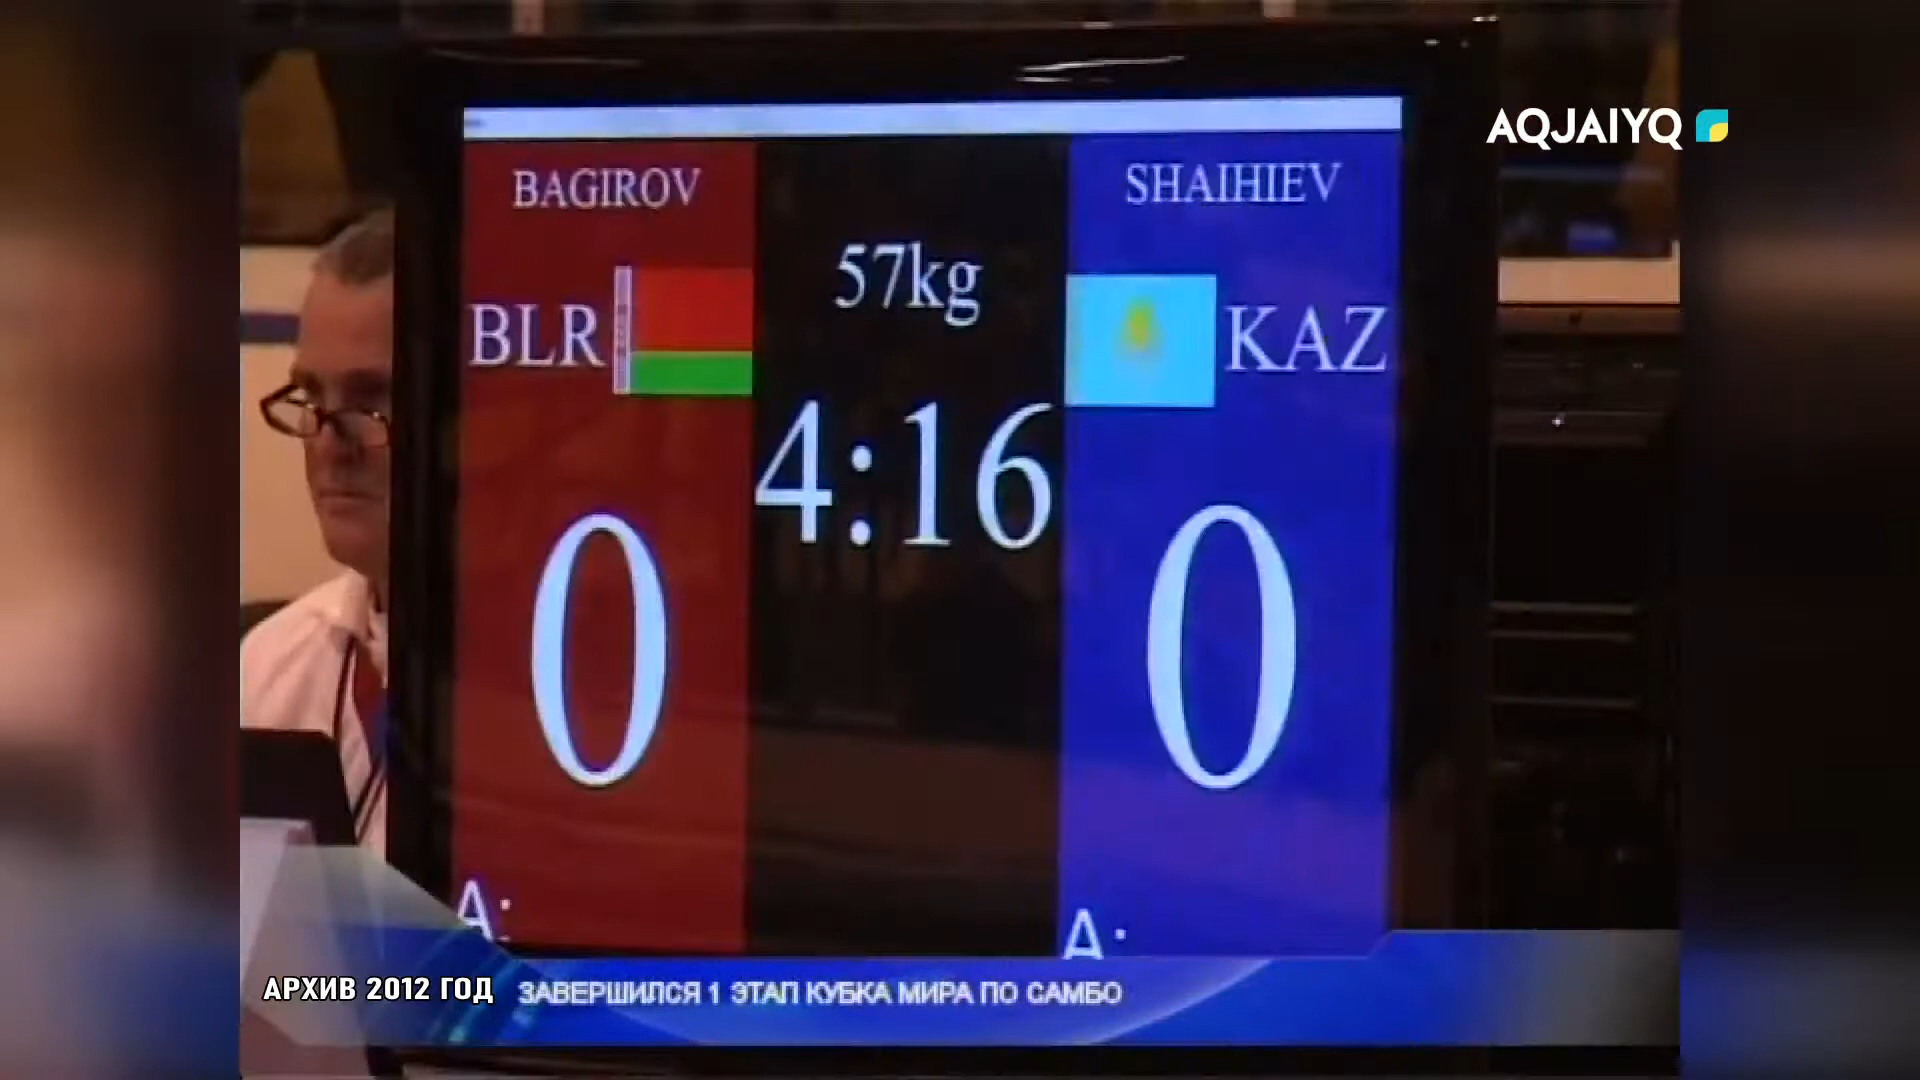 AQJAIYQ
BAGIROV
SHAIHIEV
57kg
BLR
KAZ
4:16
0
0
A:
A:
АРХИВ 2012 ГОД
ЗАВЕРШИЛСЯ 1 ЭТАП КУБКА МИРА ПО САМБО